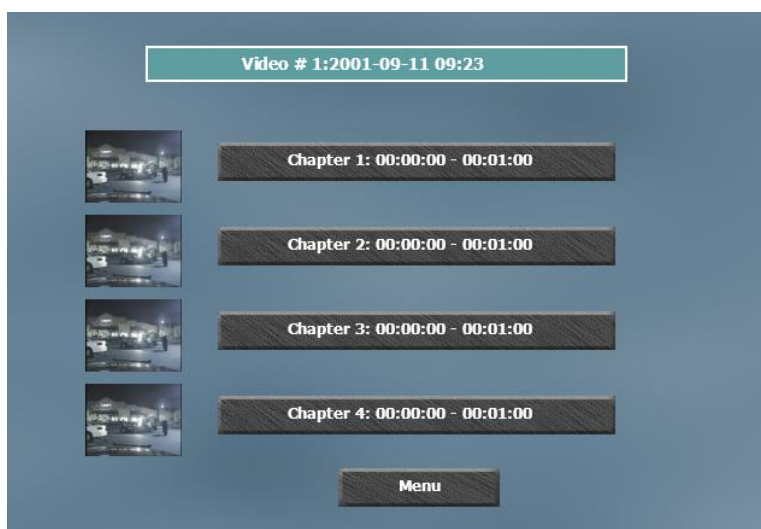 Video # 1:2001-09-11 09:23
Chapter 1: 00:00:00 - 00:01:00
Chapter 2: 00:00:00 - 00:01:00
Chapter 3: 00:00:00 - 00:01:00
Chapter 4: 00:00:00 - 00:01:00
Menu